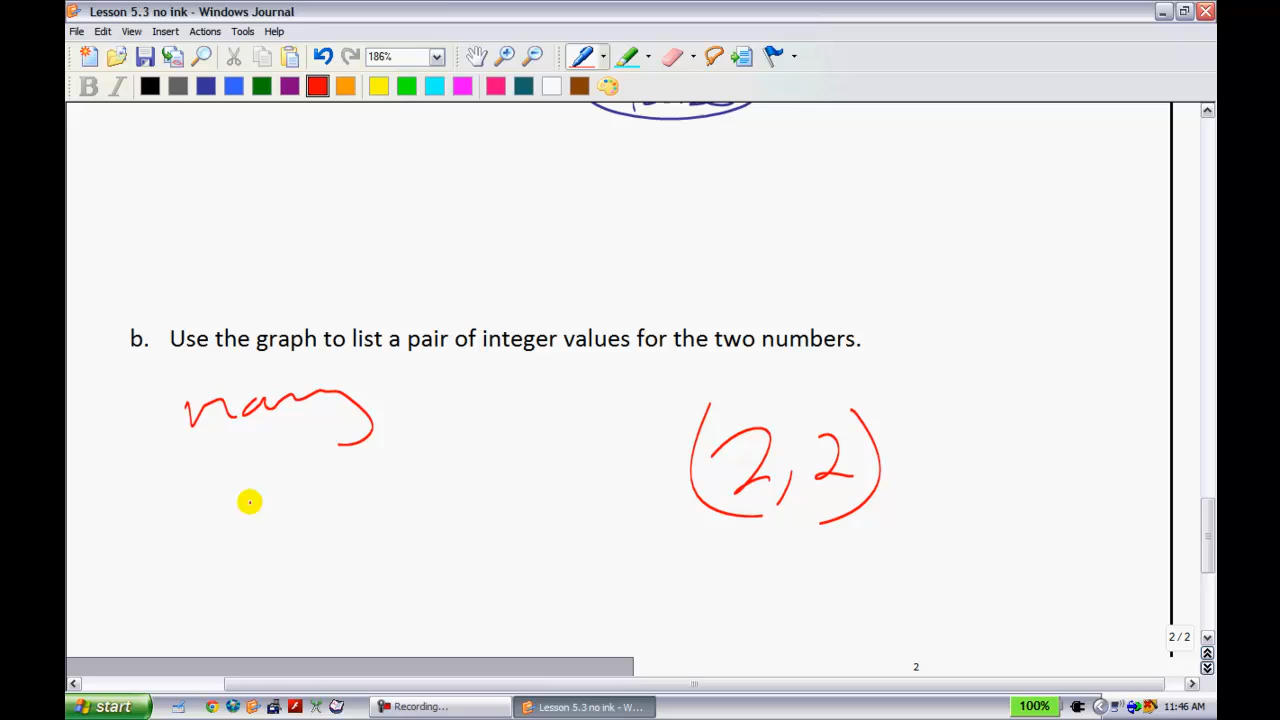 Lesson 5.3 no ink - Windows Journal
File Edit View Insert Actions Tools Help
186%
B I
b. Use the graph to list a pair of integer values for the two numbers.
many
(2, 2)
2 / 2
2
start
Recording...
Lesson 5.3 no ink - W...
100%
11:46 AM